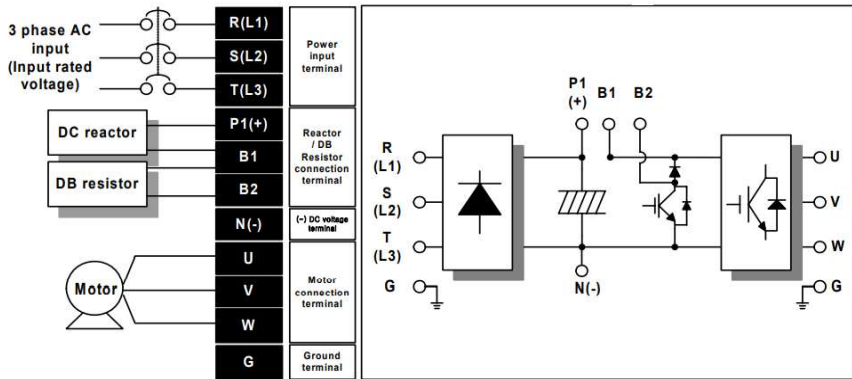 3 phase AC
input
(Input rated
voltage)
DC reactor
DB resistor
Motor
R(L1)
S(L2)
T(L3)
P1(+)
B1
B2
N(-)
U
V
W
G
Power
input
terminal
Reactor
/ DB
Resistor
connection
terminal
(−) DC voltage
terminal
Motor
connection
terminal
Ground
terminal
P1
(+)
B1
B2
R
(L1)
S
(L2)
T
(L3)
G
N(-)
U
V
W
G